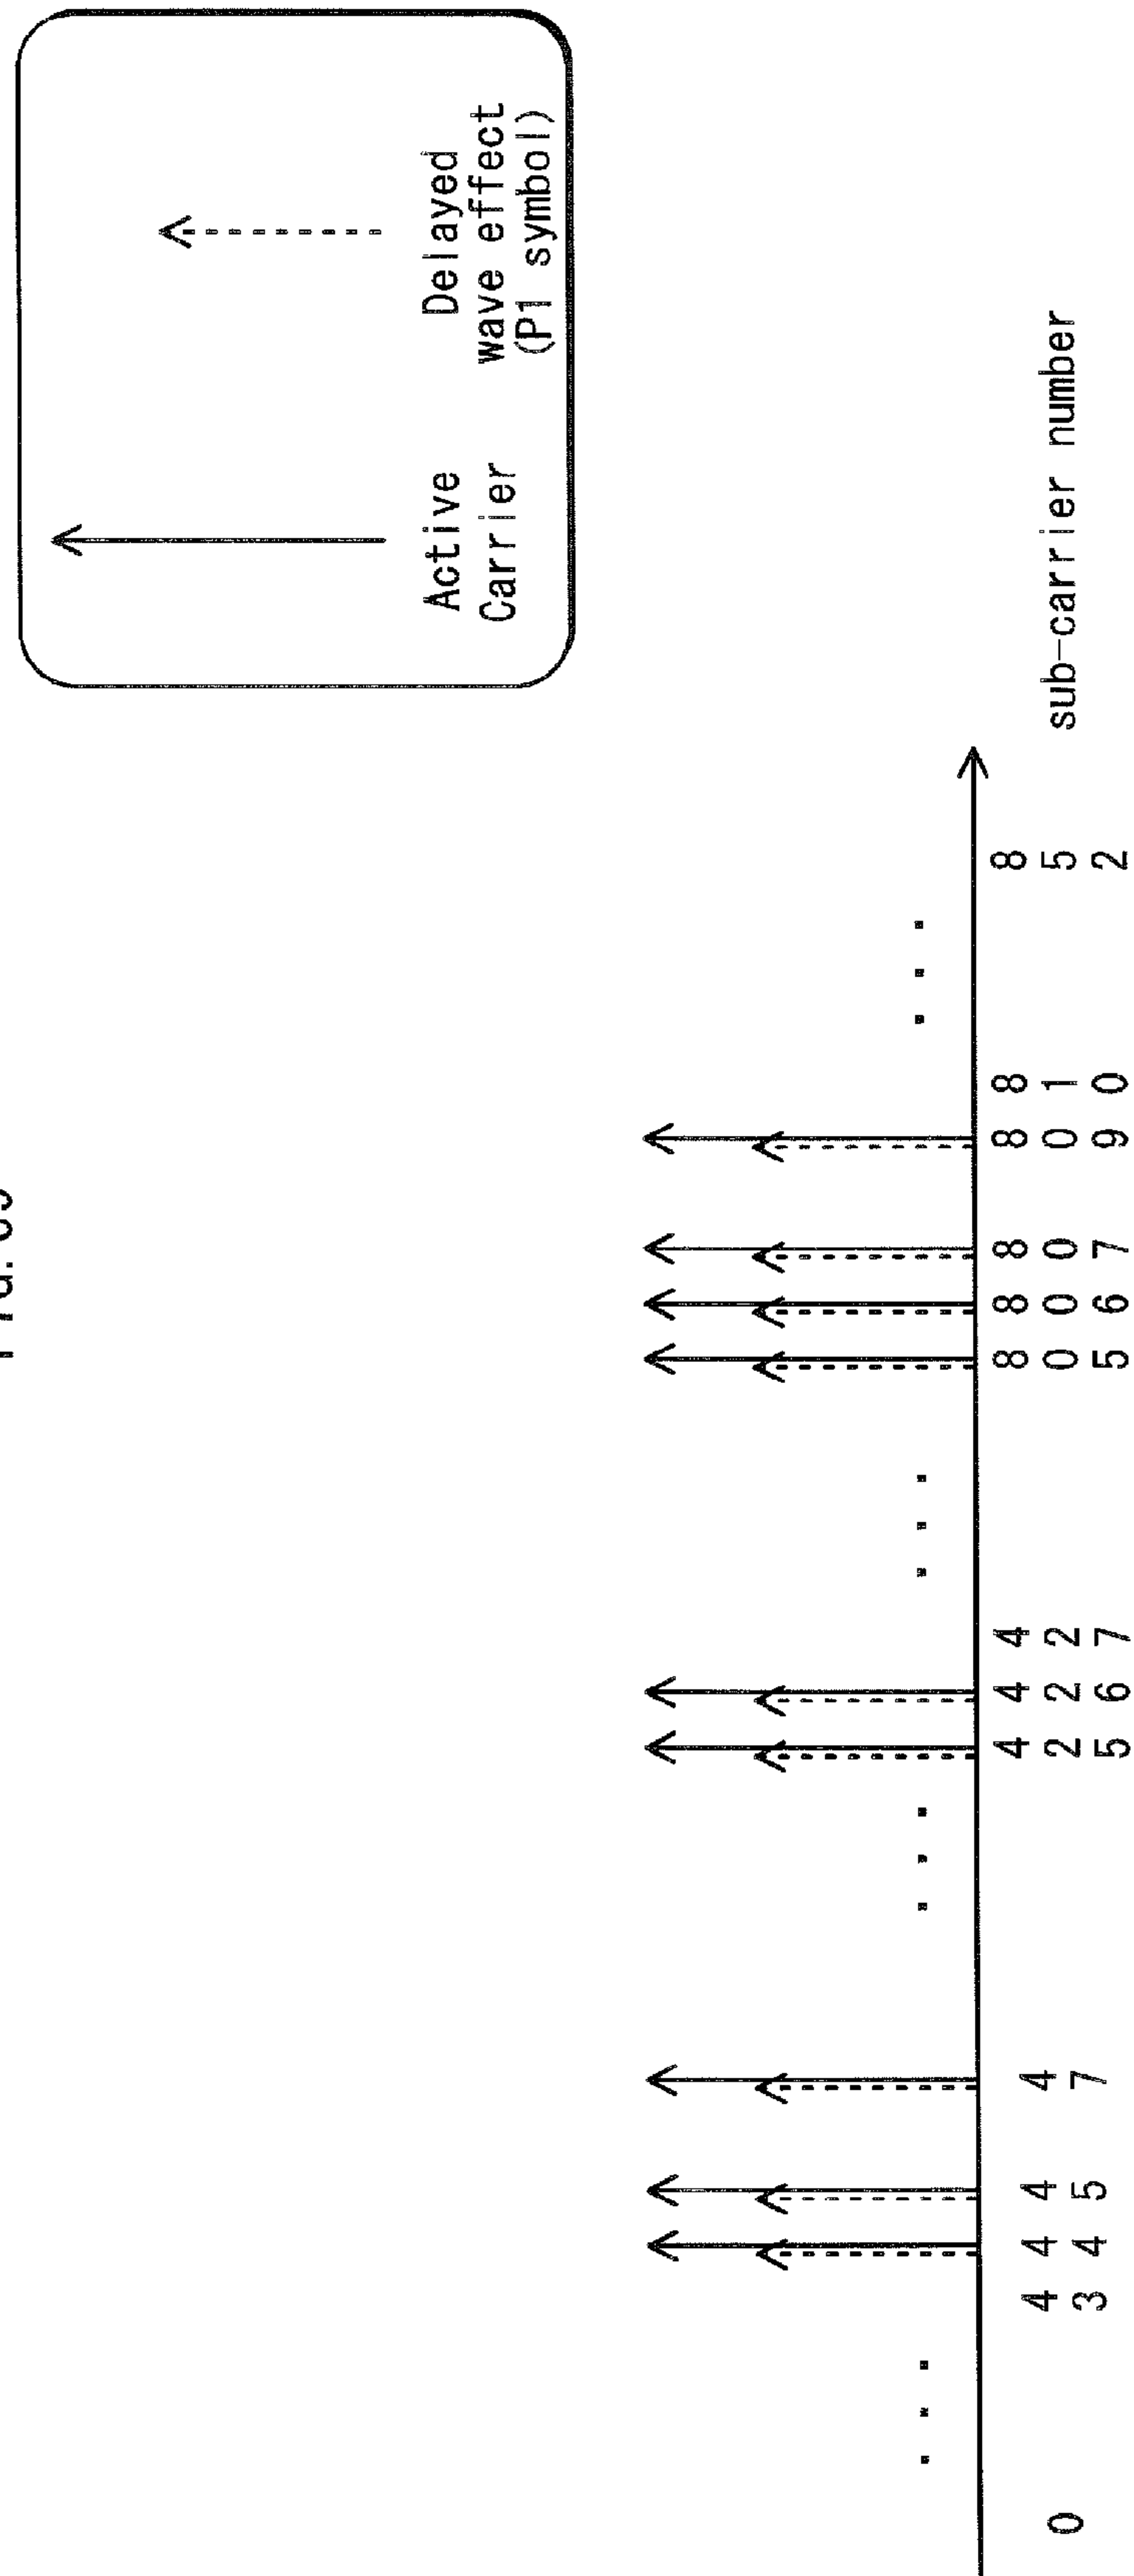 Active
Carrier
Delayed
wave effect
(P1 symbol)
0
43
44
45
47
425
426
427
805
806
807
809
810
852
sub-carrier number